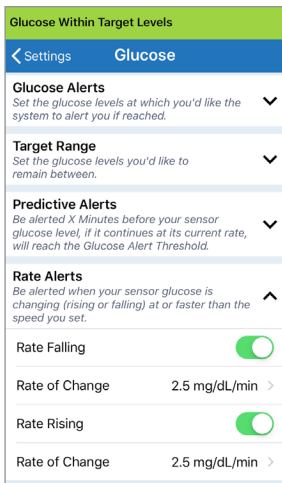 Glucose Within Target Levels
Settings
Glucose
Glucose Alerts
Set the glucose levels at which you'd like the
system to alert you if reached.
Target Range
Set the glucose levels you'd like to
remain between.
Predictive Alerts
Be alerted X Minutes before your sensor
glucose level, if it continues at its current rate,
will reach the Glucose Alert Threshold.
Rate Alerts
Be alerted when your sensor glucose is
changing (rising or falling) at or faster than the
speed you set.
Rate Falling
Rate of Change 2.5 mg/dL/min
Rate Rising
Rate of Change 2.5 mg/dL/min